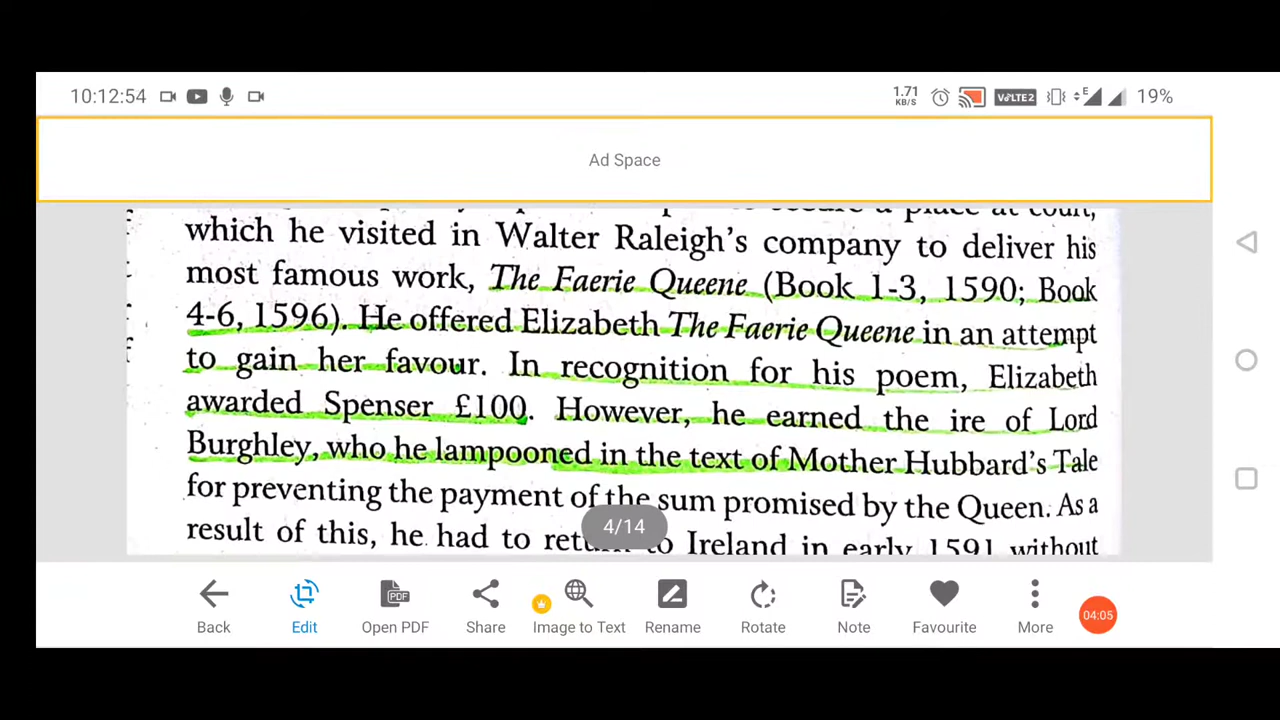 10:12:54 1.71 KB/S VoLTE2 E 19%
Ad Space
secure a place at court,
which he visited in Walter Raleigh's company to deliver his
most famous work, The Faerie Queene (Book 1-3, 1590; Book
4-6, 1596). He offered Elizabeth The Faerie Queene in an attempt
to gain her favour. In recognition for his poem, Elizabeth
awarded Spenser £100. However, he earned the ire of Lord
Burghley, who he lampooned in the text of Mother Hubbard's Tale
for preventing the payment of the sum promised by the Queen. As a
result of this, he had to to Ireland in early 1591 without
4/14
PDF
Back Edit Open PDF Share Image to Text Rename Rotate Note Favourite More 04:05